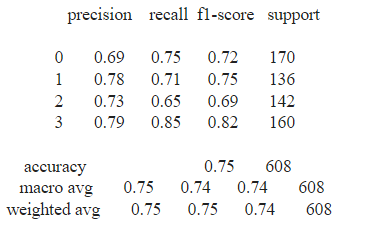 precision recall f1-score support
0 0.69 0.75 0.72 170
1 0.78 0.71 0.75 136
2 0.73 0.65 0.69 142
3 0.79 0.85 0.82 160
accuracy 0.75 608
macro avg 0.75 0.74 0.74 608
weighted avg 0.75 0.75 0.74 608